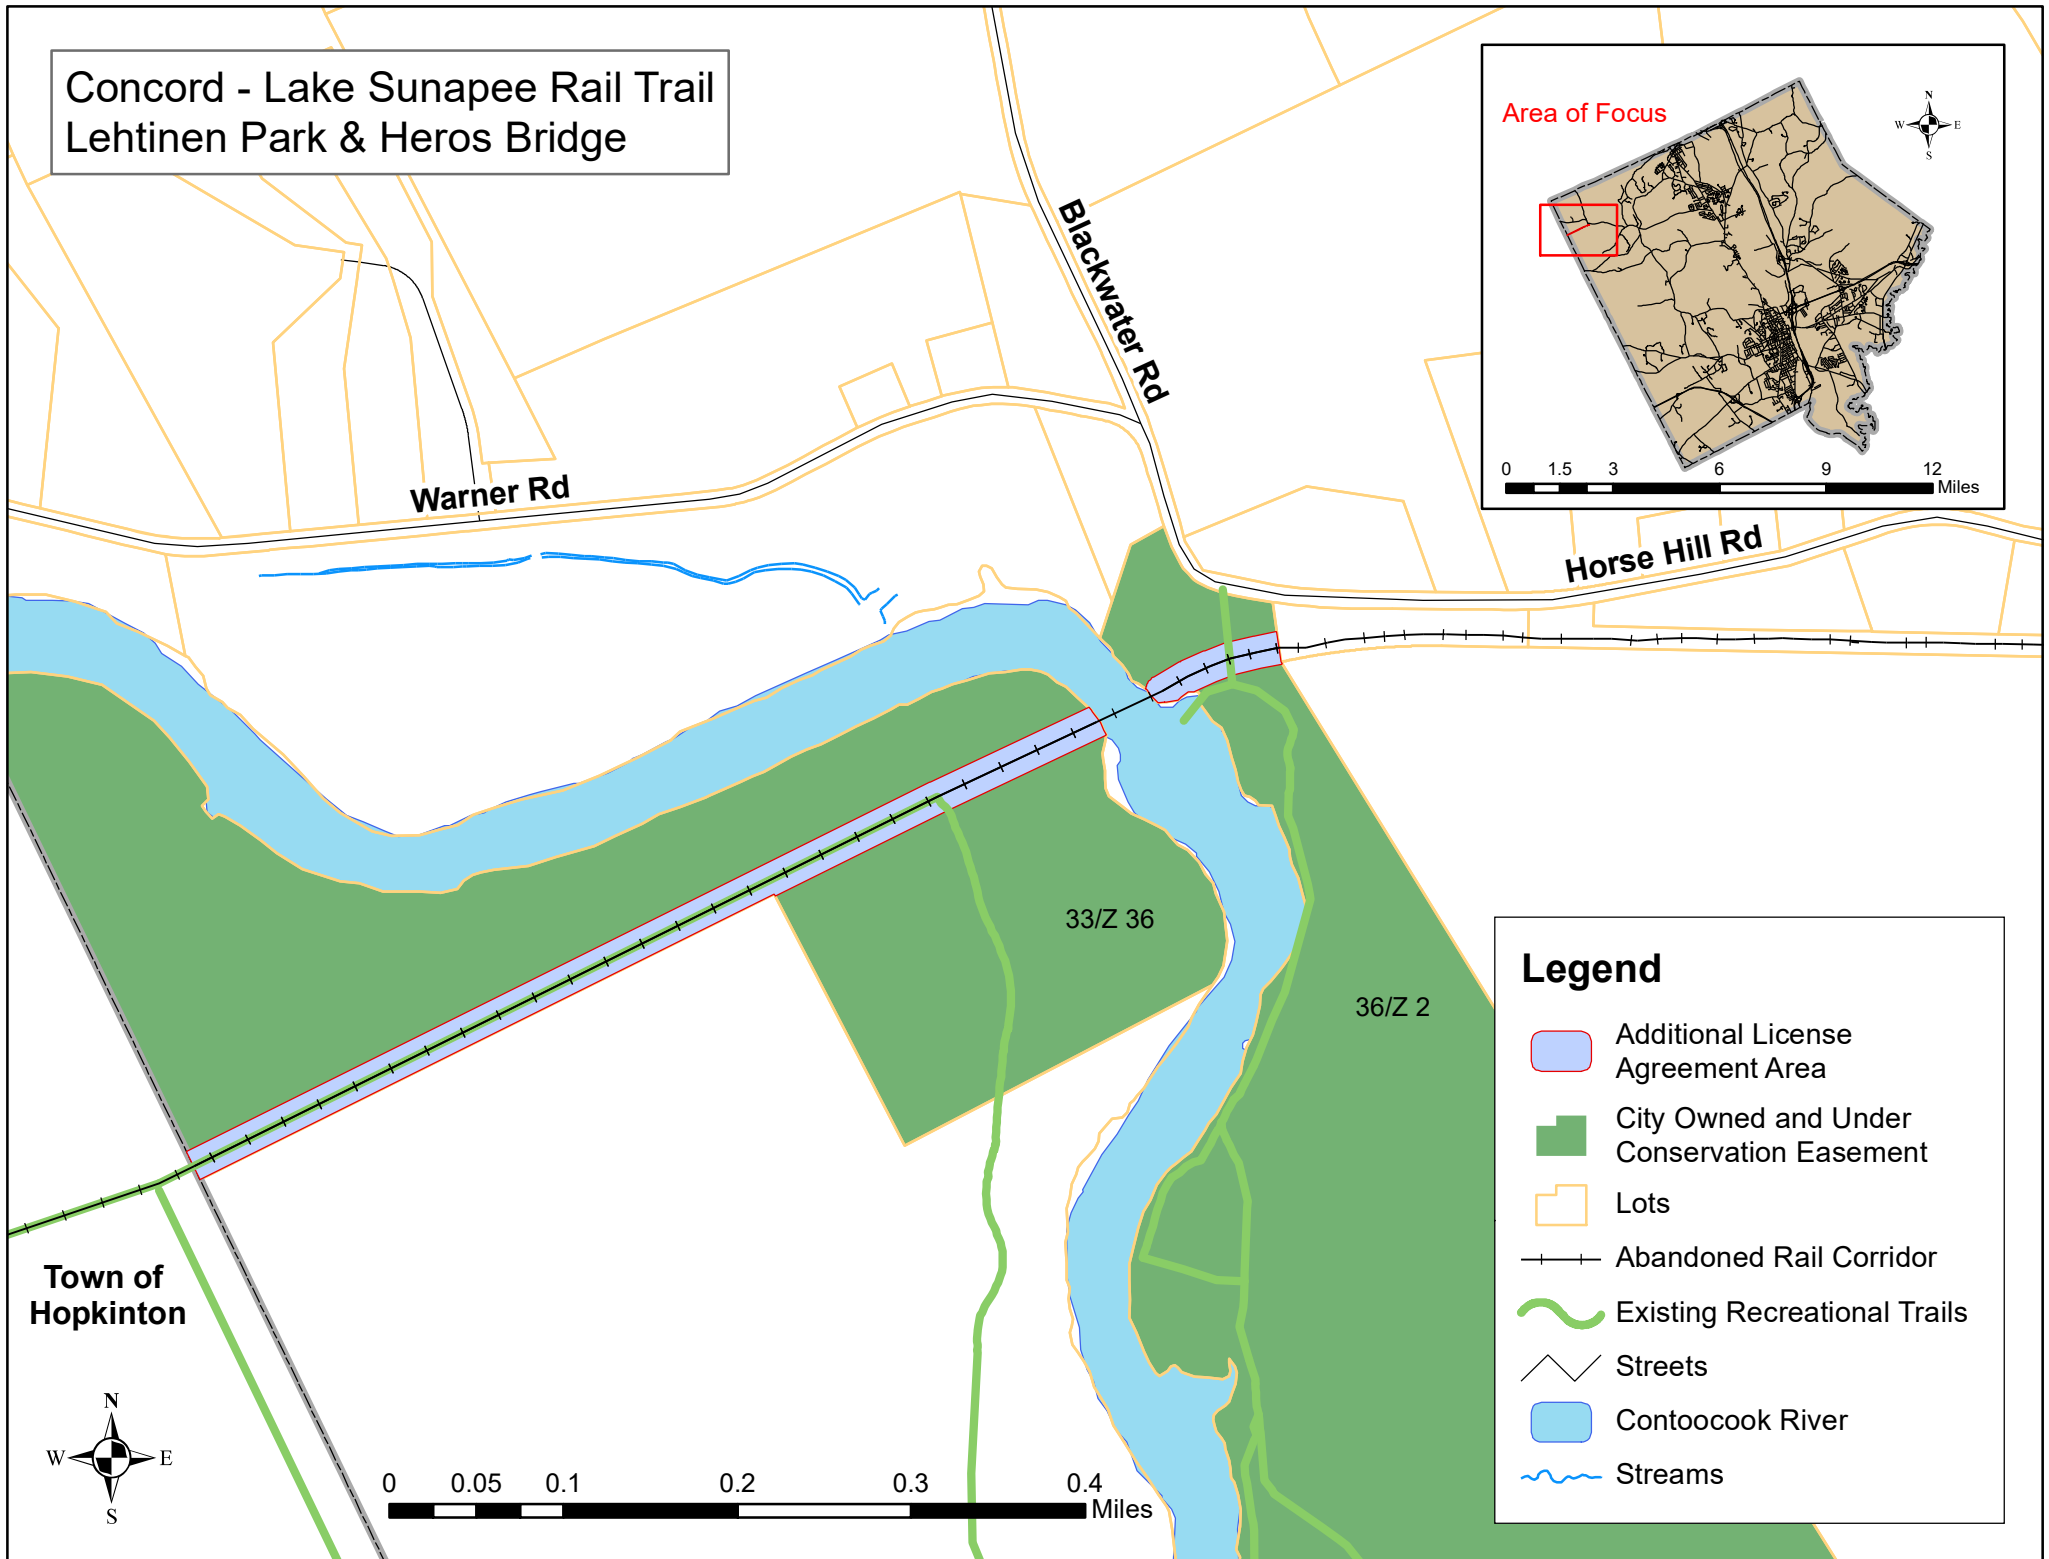 Concord - Lake Sunapee Rail Trail
Lehtinen Park & Heros Bridge
Area of Focus
N
W
E
S
0
1.5
3
6
9
12
Miles
Blackwater Rd
Warner Rd
Horse Hill Rd
33/Z 36
36/Z 2
Town of
Hopkinton
N
W
E
S
0
0.05
0.1
0.2
0.3
0.4
Miles
Legend
Additional License
Agreement Area
City Owned and Under
Conservation Easement
Lots
Abandoned Rail Corridor
Existing Recreational Trails
Streets
Contoocook River
Streams